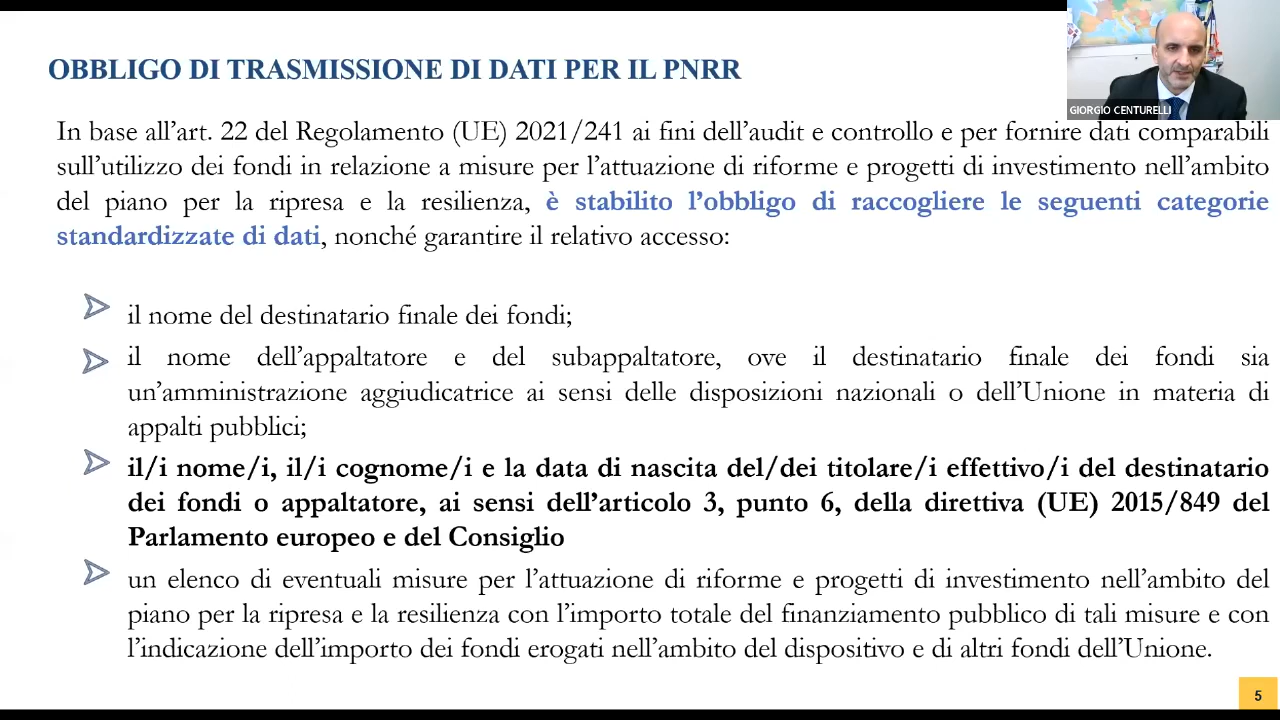 OBBLIGO DI TRASMISSIONE DI DATI PER IL PNRR
GIORGIO CENTURELLI
In base all’art. 22 del Regolamento (UE) 2021/241 ai fini dell’audit e controllo e per fornire dati comparabili
sull’utilizzo dei fondi in relazione a misure per l’attuazione di riforme e progetti di investimento nell’ambito
del piano per la ripresa e la resilienza, è stabilito l’obbligo di raccogliere le seguenti categorie
standardizzate di dati, nonché garantire il relativo accesso:
il nome del destinatario finale dei fondi;
il nome dell’appaltatore e del subappaltatore, ove il destinatario finale dei fondi sia
un’amministrazione aggiudicatrice ai sensi delle disposizioni nazionali o dell’Unione in materia di
appalti pubblici;
il/i nome/i, il/i cognome/i e la data di nascita del/dei titolare/i effettivo/i del destinatario
dei fondi o appaltatore, ai sensi dell’articolo 3, punto 6, della direttiva (UE) 2015/849 del
Parlamento europeo e del Consiglio
un elenco di eventuali misure per l’attuazione di riforme e progetti di investimento nell’ambito del
piano per la ripresa e la resilienza con l’importo totale del finanziamento pubblico di tali misure e con
l’indicazione dell’importo dei fondi erogati nell’ambito del dispositivo e di altri fondi dell’Unione.
5